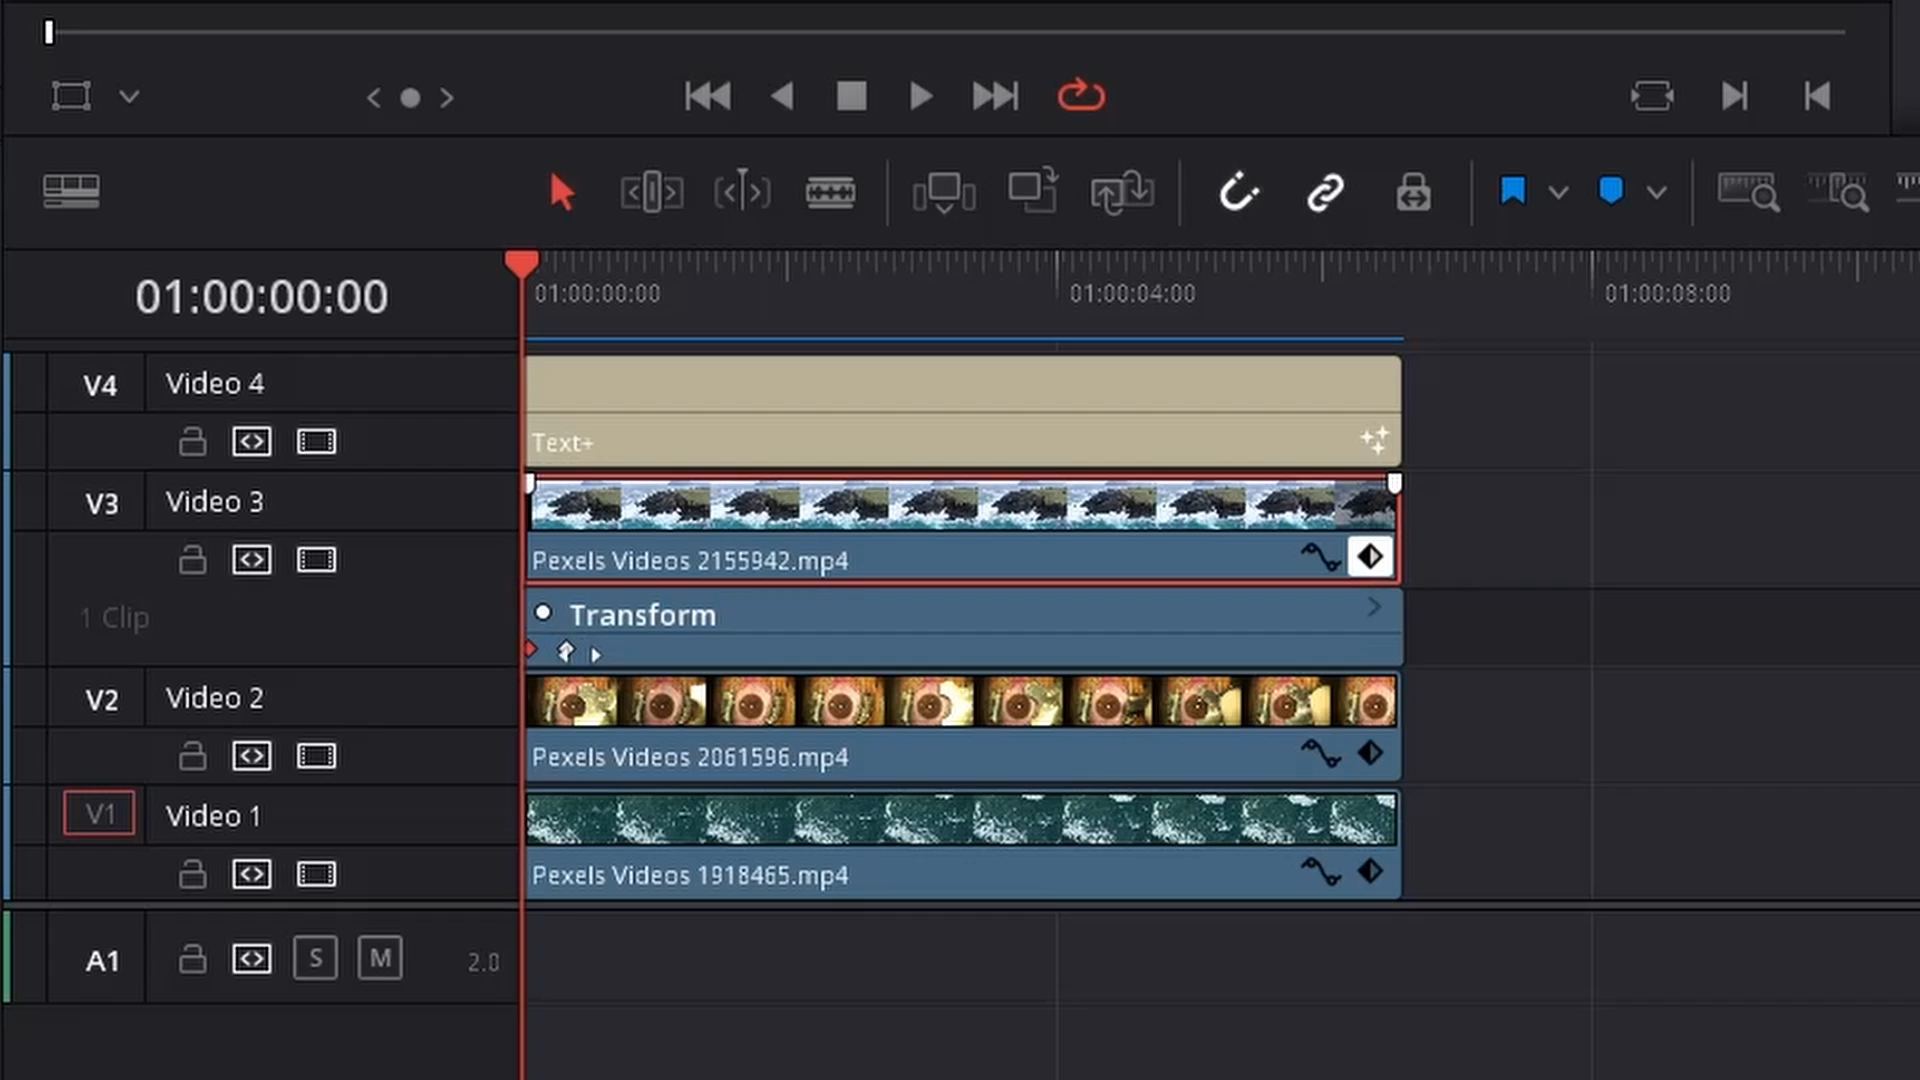 01:00:00:00
01:00:00:00 01:00:04:00 01:00:08:00
V4 Video 4
Text+
V3 Video 3
Pexels Videos 2155942.mp4
1 Clip
Transform
V2 Video 2
Pexels Videos 2061596.mp4
V1 Video 1
Pexels Videos 1918465.mp4
A1 S M 2.0